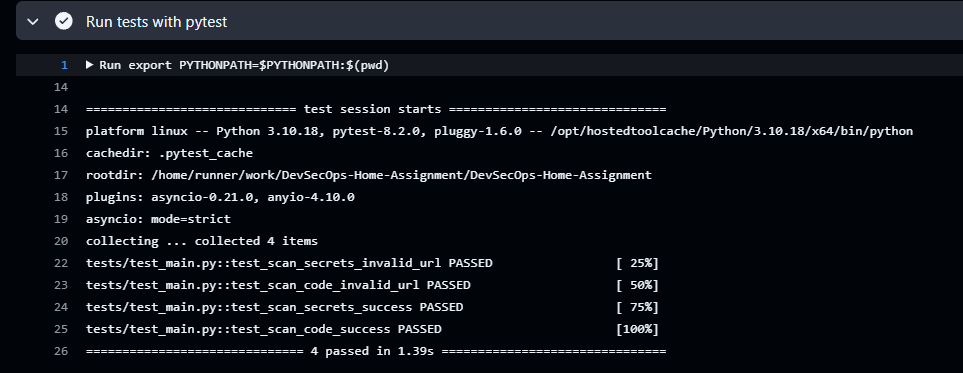 Run tests with pytest
1 ▶ Run export PYTHONPATH=$PYTHONPATH:$(pwd)
14
14 ============================= test session starts ==============================
15 platform linux -- Python 3.10.18, pytest-8.2.0, pluggy-1.6.0 -- /opt/hostedtoolcache/Python/3.10.18/x64/bin/python
16 cachedir: .pytest_cache
17 rootdir: /home/runner/work/DevSecOps-Home-Assignment/DevSecOps-Home-Assignment
18 plugins: asyncio-0.21.0, anyio-4.10.0
19 asyncio: mode=strict
20 collecting ... collected 4 items
22 tests/test_main.py::test_scan_secrets_invalid_url PASSED [ 25%]
23 tests/test_main.py::test_scan_code_invalid_url PASSED [ 50%]
24 tests/test_main.py::test_scan_secrets_success PASSED [ 75%]
25 tests/test_main.py::test_scan_code_success PASSED [100%]
26 ============================== 4 passed in 1.39s ===============================